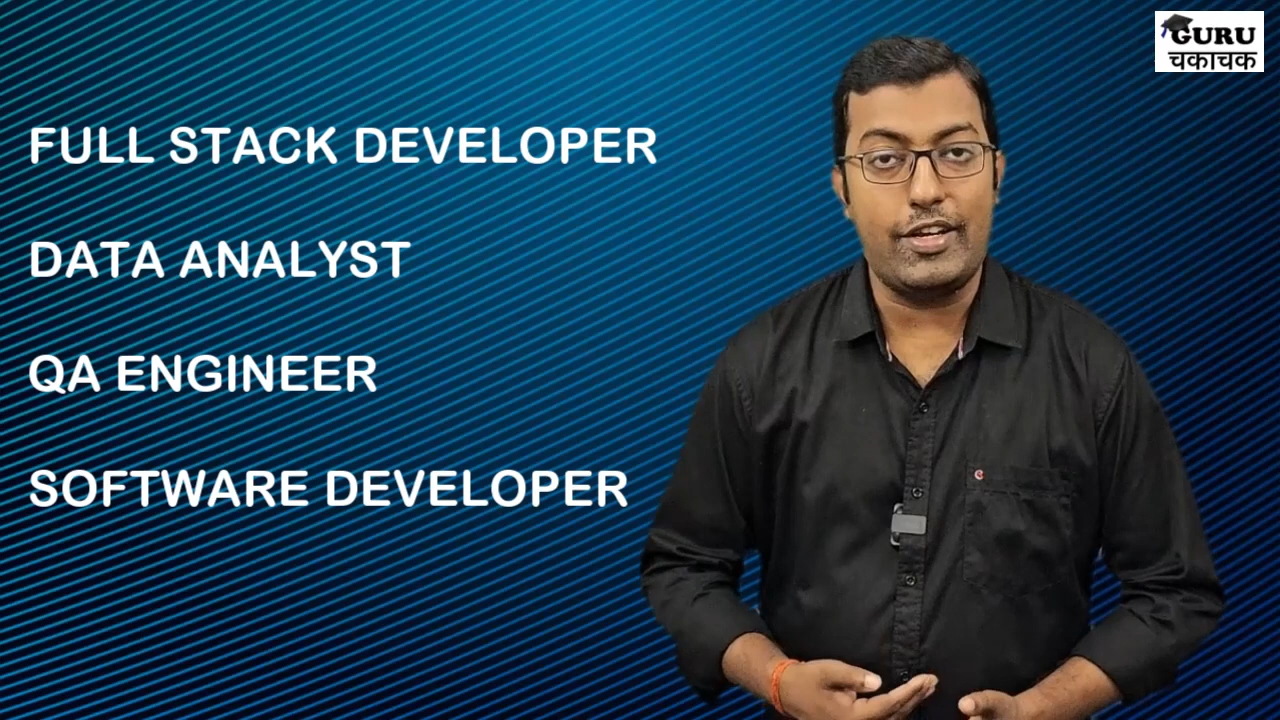 GURU
चकाचक
FULL STACK DEVELOPER
DATA ANALYST
QA ENGINEER
SOFTWARE DEVELOPER